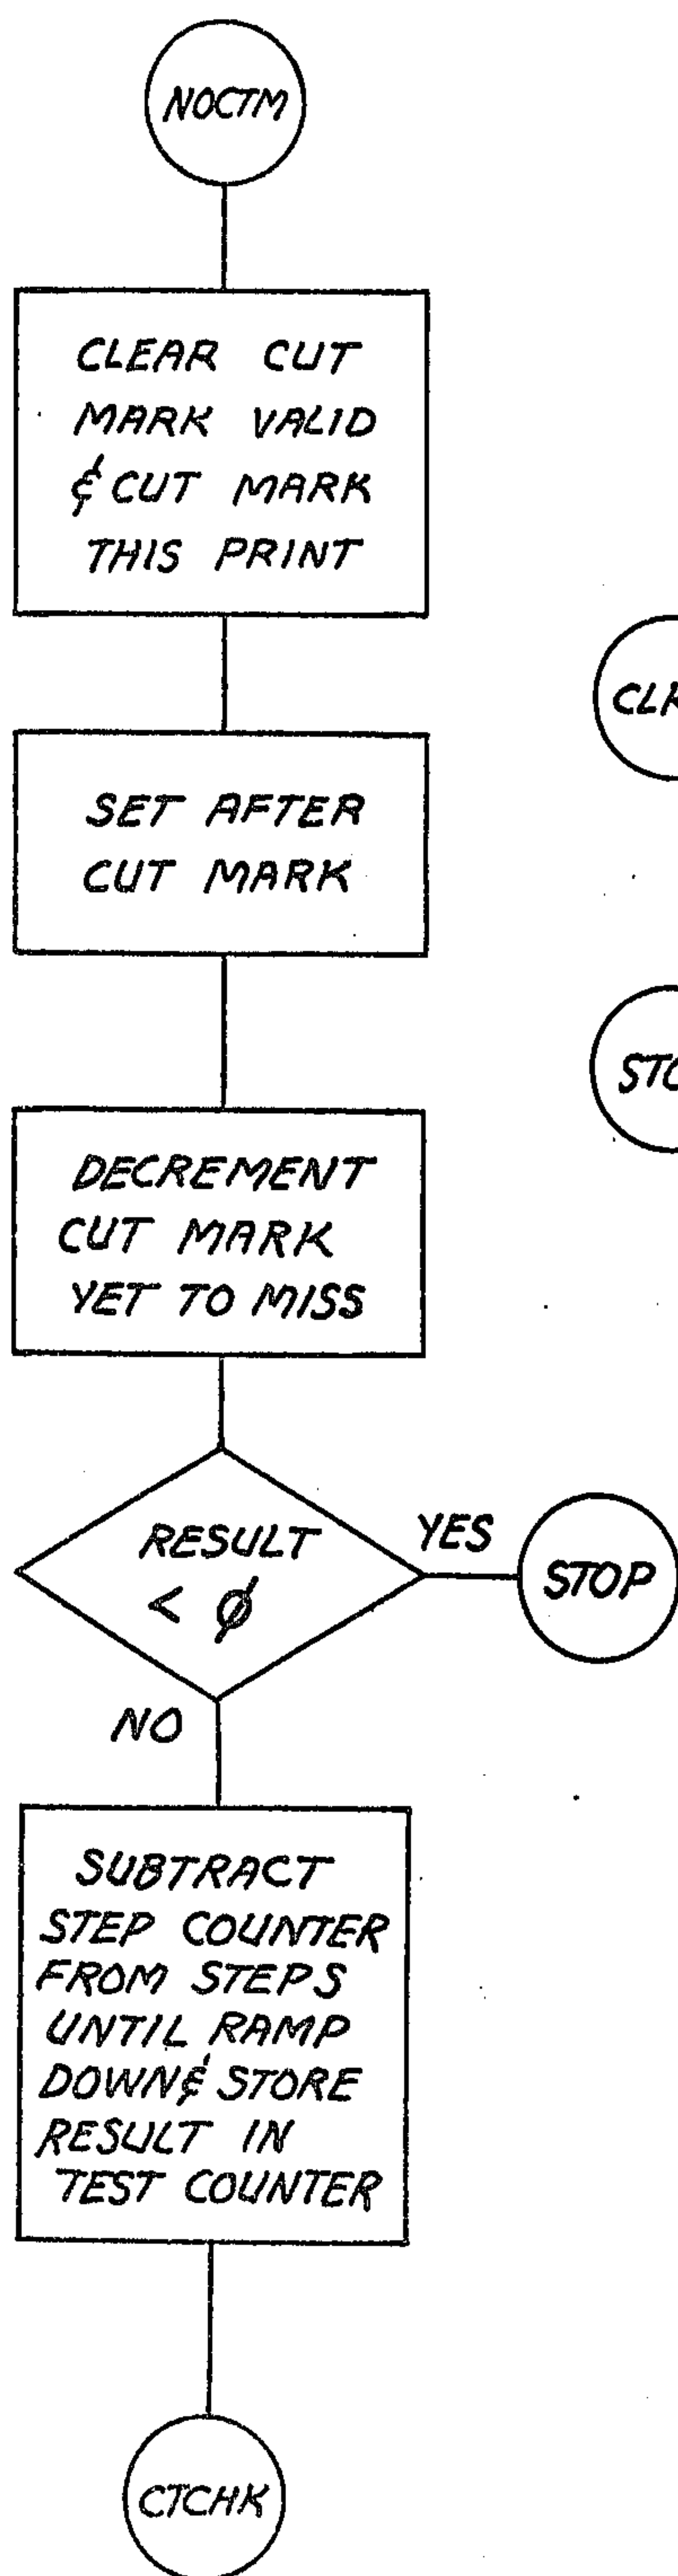 NOCTM
CLEAR CUT
MARK VALID
& CUT MARK
THIS PRINT
SET AFTER
CUT MARK
DECREMENT
CUT MARK
YET TO MISS
RESULT
< Ø
YES
STOP
NO
SUBTRACT
STEP COUNTER
FROM STEPS
UNTIL RAMP
DOWN & STORE
RESULT IN
TEST COUNTER
CTCHK